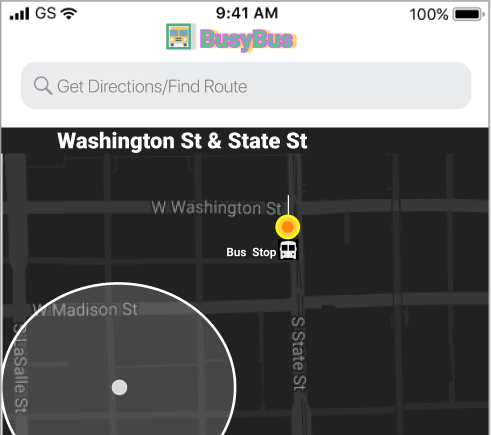 GS 9:41 AM 100%
BusyBus
Get Directions/Find Route
Washington St & State St
W Washington St
Bus Stop
W Madison St
S LaSalle St
S State St